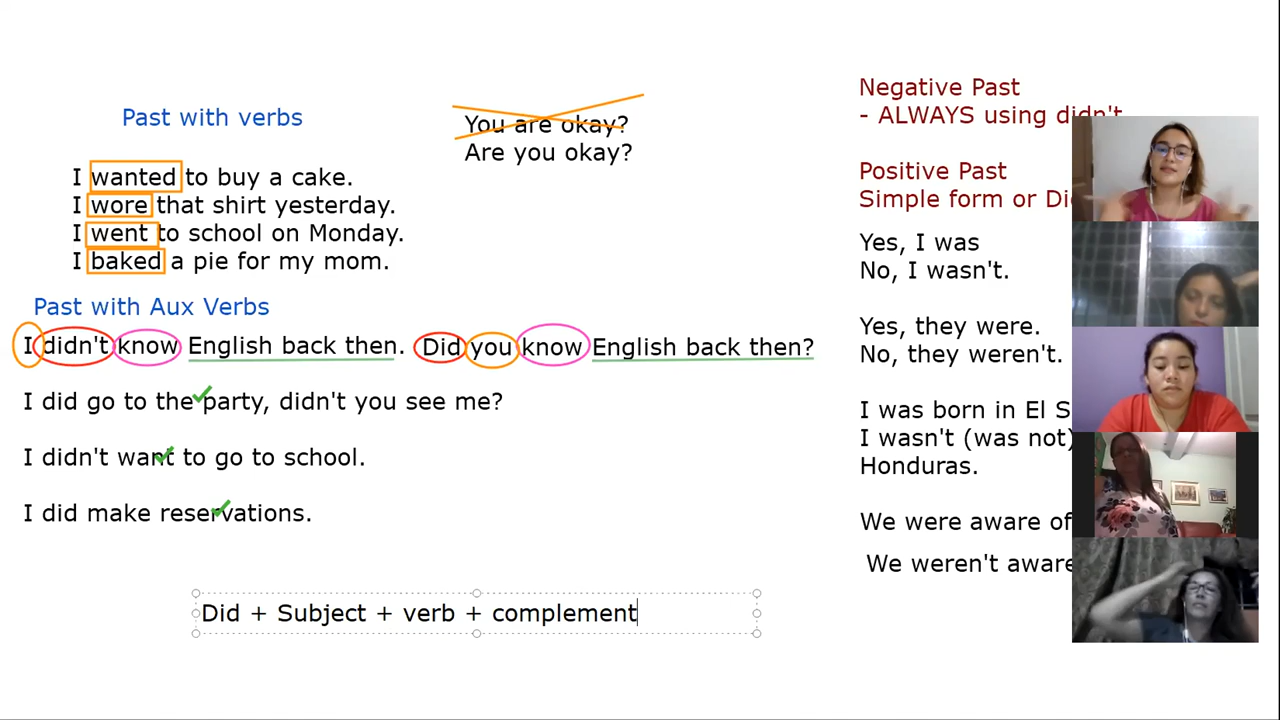 Past with verbs
I wanted to buy a cake.
I wore that shirt yesterday.
I went to school on Monday.
I baked a pie for my mom.
You are okay?
Are you okay?
Past with Aux Verbs
I didn't know English back then. Did you know English back then?
I did go to the party, didn't you see me?
I didn't want to go to school.
I did make reservations.
Did + Subject + verb + complement
Negative Past
- ALWAYS using didn't
Positive Past
Simple form or
Yes, I was
No, I wasn't.
Yes, they were.
No, they weren't.
I was born in El
I wasn't (was not)
Honduras.
We were aware of
We weren't aware